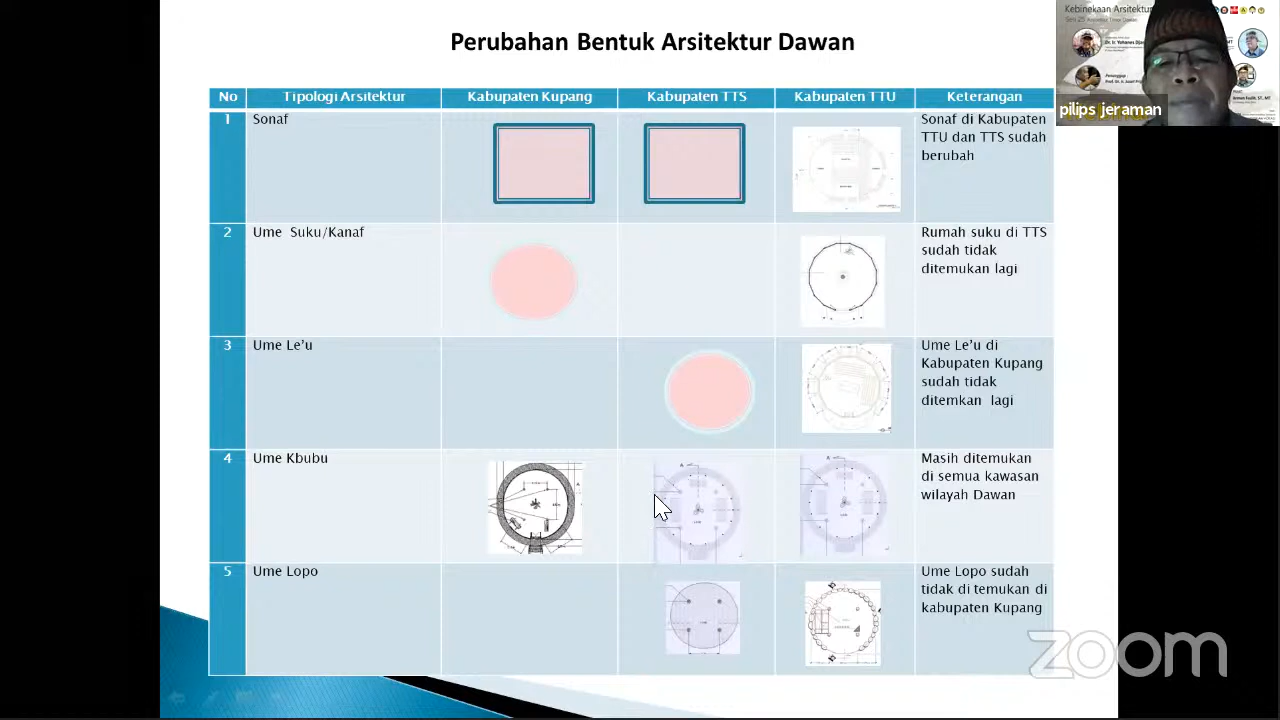 Perubahan Bentuk Arsitektur Dawan
Kebinekaan Arsitektur
pilips jeraman
No Tipologi Arsitektur Kabupaten Kupang Kabupaten TTS Kabupaten TTU Keterangan
1 Sonaf
Sonaf di Kabupaten
TTU dan TTS sudah
berubah
2 Ume Suku/Kanaf
Rumah suku di TTS
sudah tidak
ditemukan lagi
3 Ume Le'u
Ume Le'u di
Kabupaten Kupang
sudah tidak
ditemkan lagi
4 Ume Kbubu
Masih ditemukan
di semua kawasan
wilayah Dawan
5 Ume Lopo
Ume Lopo sudah
tidak di temukan di
kabupaten Kupang
zoom